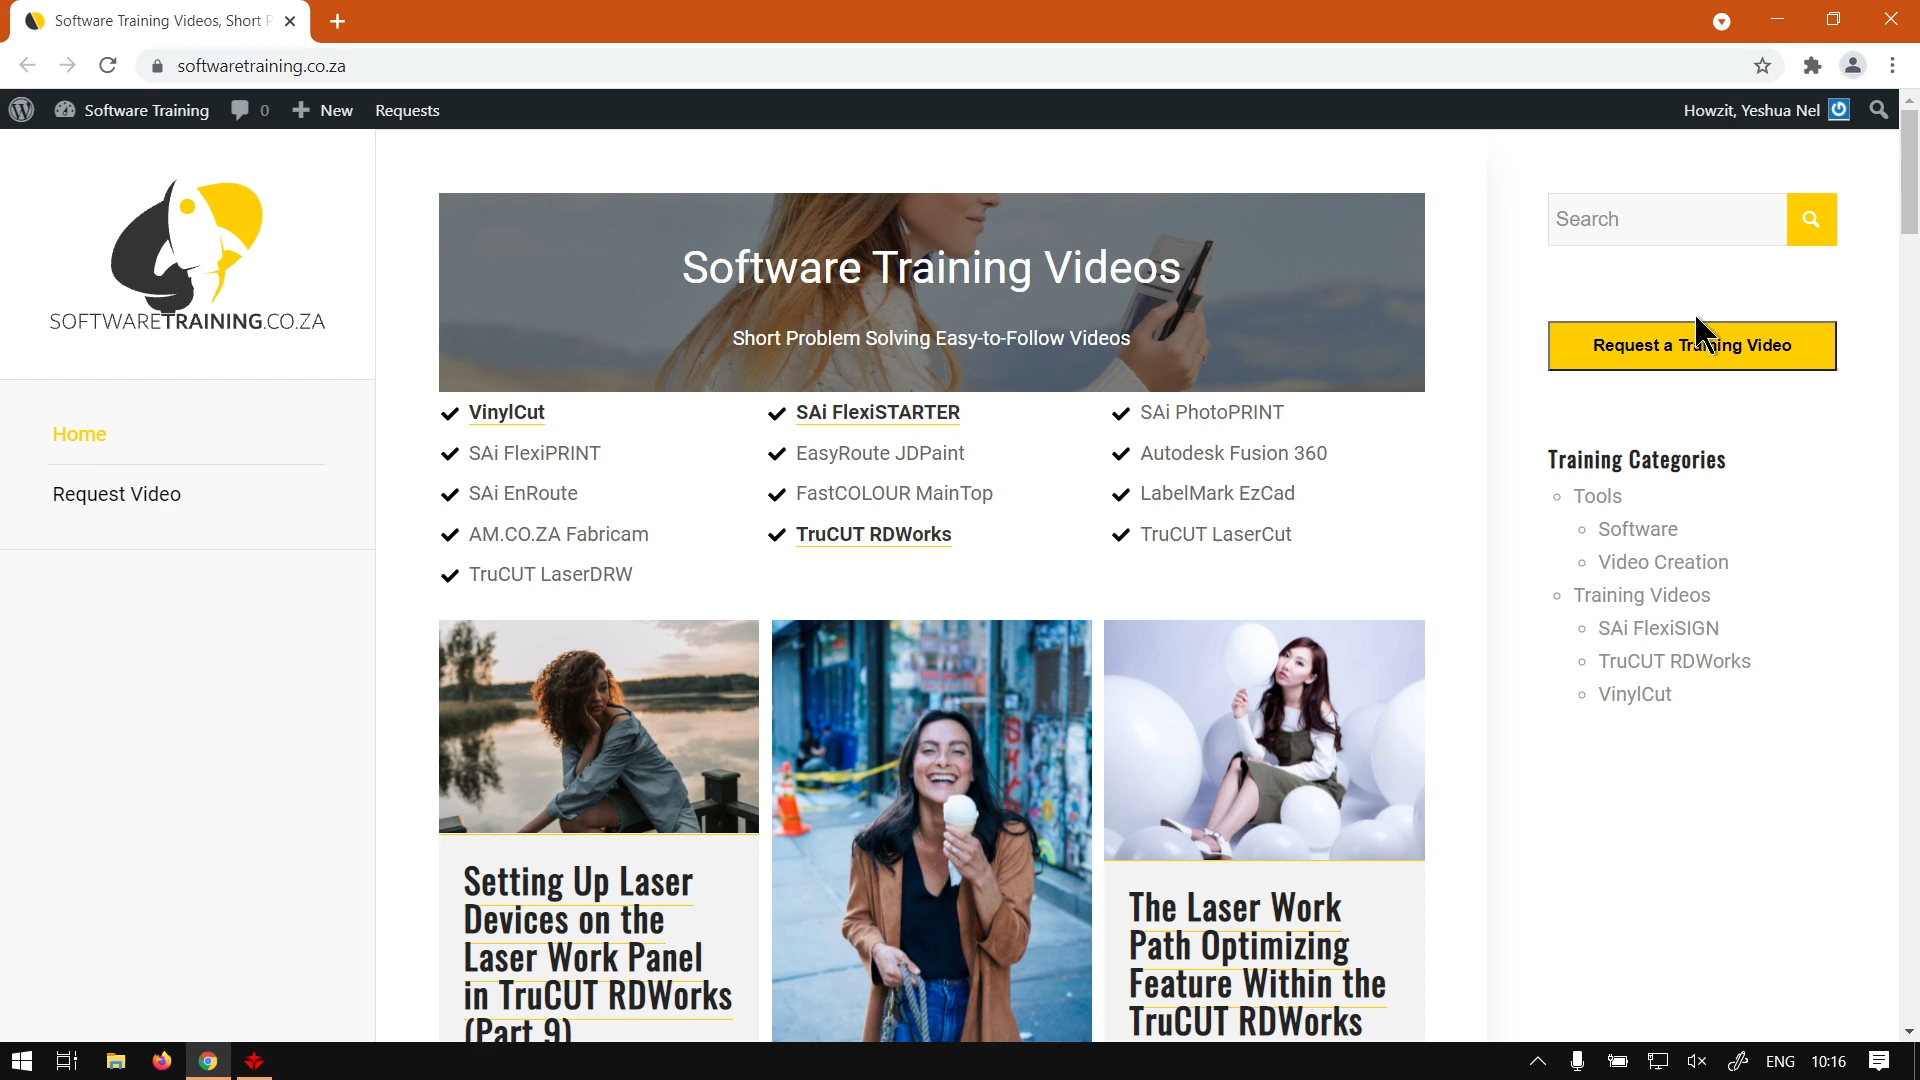 Software Training Videos, Short P
softwaretraining.co.za
Software Training 0 New Requests
Howzit, Yeshua Nel
SOFTWARETRAINING.CO.ZA
Home
Request Video
Software Training Videos
Short Problem Solving Easy-to-Follow Videos
VinylCut
SAi FlexiSTARTER
SAi PhotoPRINT
SAi FlexiPRINT
EasyRoute JDPaint
Autodesk Fusion 360
SAi EnRoute
FastCOLOUR MainTop
LabelMark EzCad
AM.CO.ZA Fabricam
TruCUT RDWorks
TruCUT LaserCut
TruCUT LaserDRW
Setting Up Laser
Devices on the
Laser Work Panel
in TruCUT RDWorks
(Part 9)
The Laser Work
Path Optimizing
Feature Within the
TruCUT RDWorks
Search
Request a Training Video
Training Categories
Tools
Software
Video Creation
Training Videos
SAi FlexiSIGN
TruCUT RDWorks
VinylCut
ENG 10:16